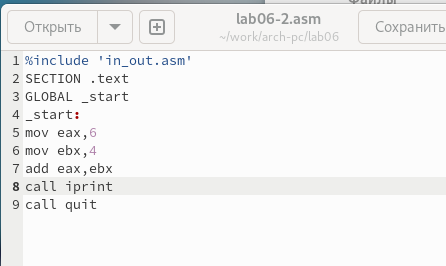 Файлы
Открыть
lab06-2.asm
~/work/arch-pc/lab06
Сохранить
1 %include 'in_out.asm'
2 SECTION .text
3 GLOBAL _start
4 _start:
5 mov eax,6
6 mov ebx,4
7 add eax,ebx
8 call iprint
9 call quit